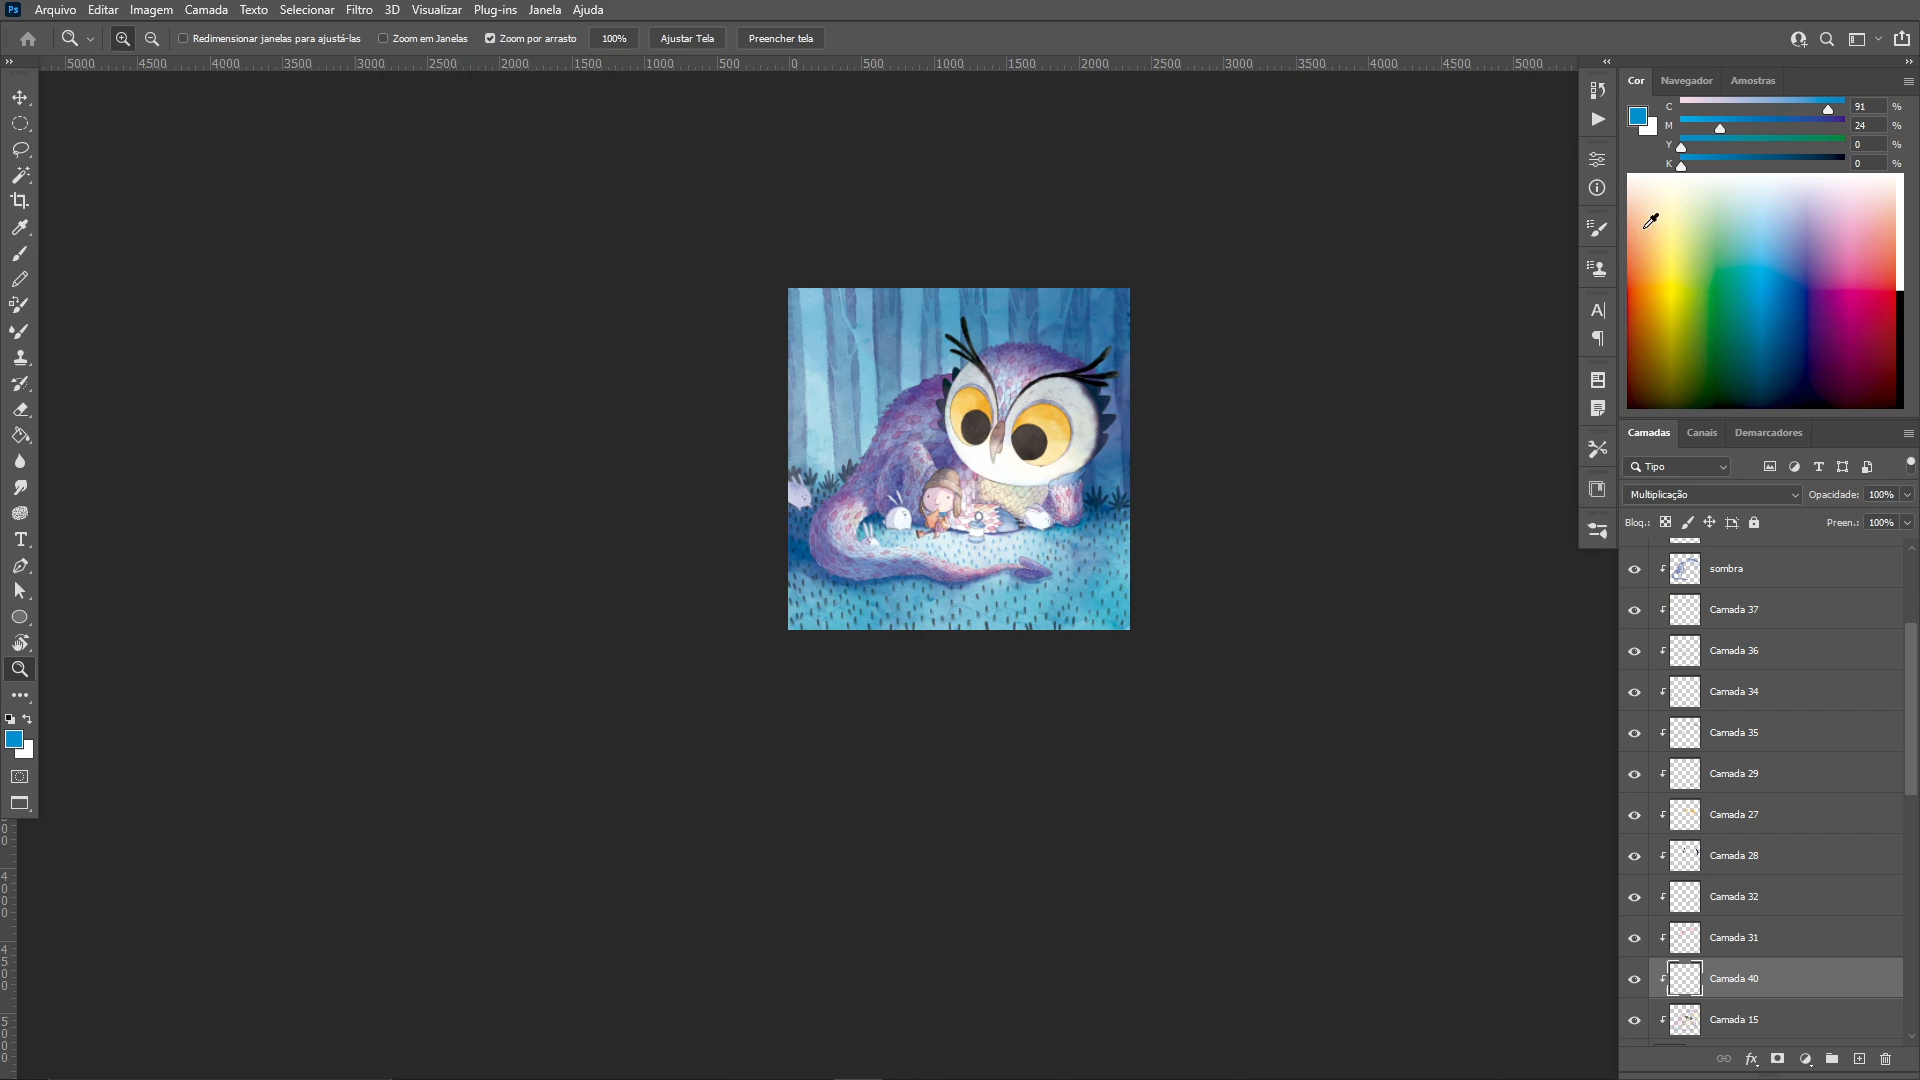 Ps Arquivo Editar Imagem Camada Texto Selecionar Filtro 3D Visualizar Plug-ins Janela Ajuda
Redimensionar janelas para ajustá-las Zoom em Janelas Zoom por arrasto 100% Ajustar Tela Preencher tela
5000 4500 4000 3500 3000 2500 2000 1500 1000 500 0 500 1000 1500 2000 2500 3000 3500 4000 4500 5000
Cor Navegador Amostras
C 91 %
M 24 %
Y 0 %
K 0 %
Camadas Canais Demarcadores
Tipo
Multiplicação Opacidade: 100%
Bloq.: Preen.: 100%
sombra
Camada 37
Camada 36
Camada 34
Camada 35
Camada 29
Camada 27
Camada 28
Camada 32
Camada 31
Camada 40
Camada 15
fx
4000
4500
5000